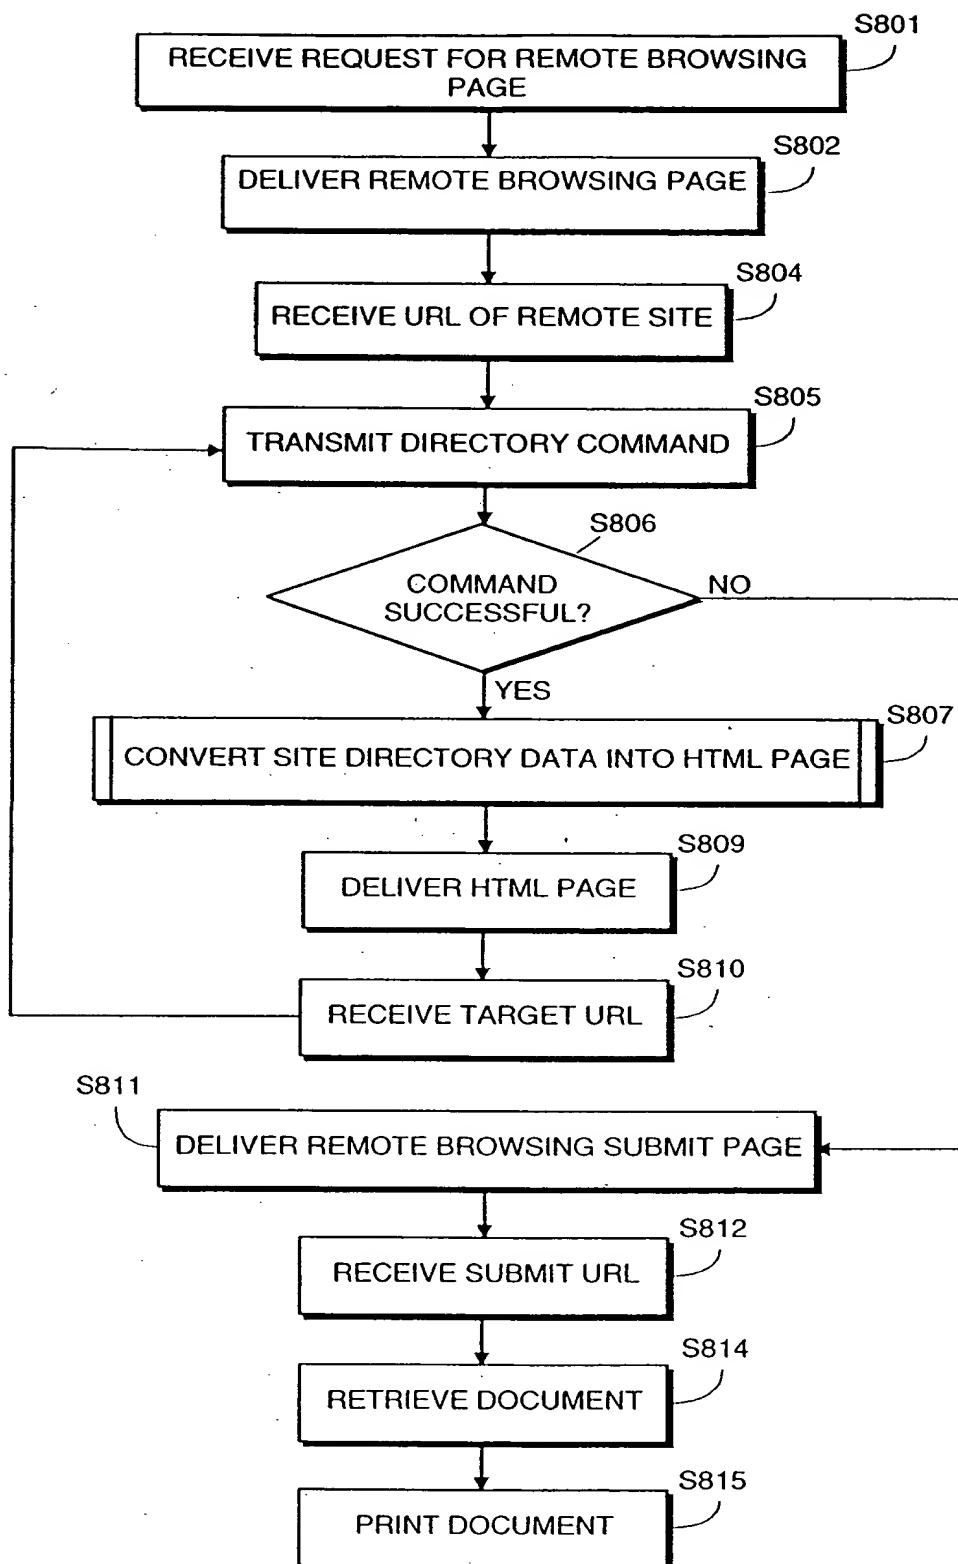 S801
RECEIVE REQUEST FOR REMOTE BROWSING
PAGE
S802
DELIVER REMOTE BROWSING PAGE
S804
RECEIVE URL OF REMOTE SITE
S805
TRANSMIT DIRECTORY COMMAND
S806
COMMAND
SUCCESSFUL?
NO
YES
S807
CONVERT SITE DIRECTORY DATA INTO HTML PAGE
S809
DELIVER HTML PAGE
S810
RECEIVE TARGET URL
S811
DELIVER REMOTE BROWSING SUBMIT PAGE
S812
RECEIVE SUBMIT URL
S814
RETRIEVE DOCUMENT
S815
PRINT DOCUMENT